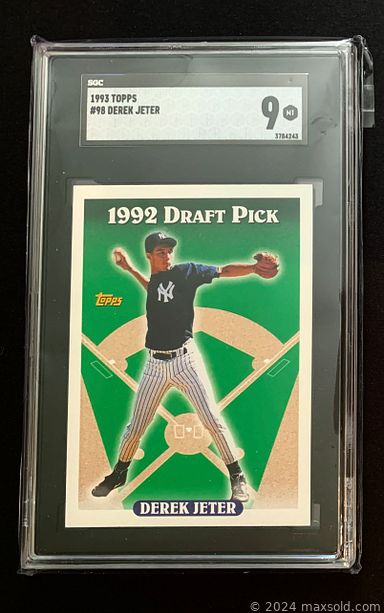 SGC
1993 TOPPS
#98 DEREK JETER
9 MT
3784243
1992 DRAFT PICK
NY
topps
NY
DEREK JETER
© 2024 maxsold.com